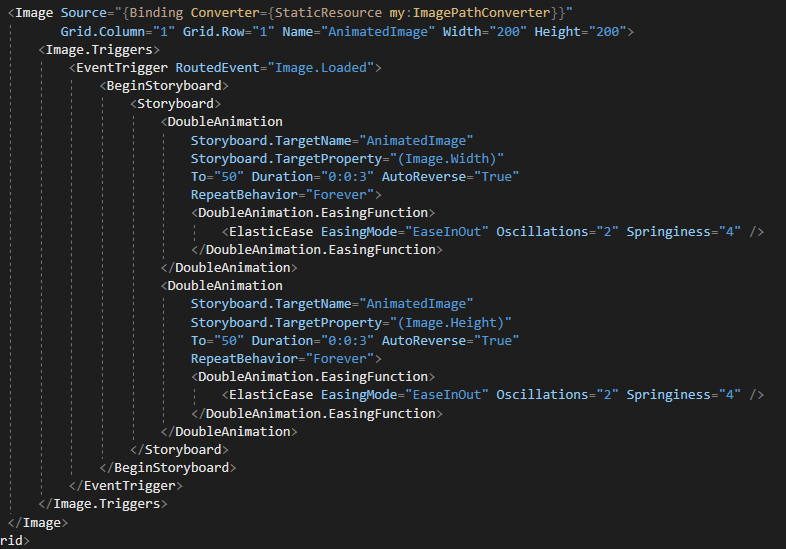 <Image Source="{Binding Converter={StaticResource my:ImagePathConverter}}"
Grid.Column="1" Grid.Row="1" Name="AnimatedImage" Width="200" Height="200">
<Image.Triggers>
<EventTrigger RoutedEvent="Image.Loaded">
<BeginStoryboard>
<Storyboard>
<DoubleAnimation
Storyboard.TargetName="AnimatedImage"
Storyboard.TargetProperty="(Image.Width)"
To="50" Duration="0:0:3" AutoReverse="True"
RepeatBehavior="Forever">
<DoubleAnimation.EasingFunction>
<ElasticEase EasingMode="EaseInOut" Oscillations="2" Springiness="4" />
</DoubleAnimation.EasingFunction>
</DoubleAnimation>
<DoubleAnimation
Storyboard.TargetName="AnimatedImage"
Storyboard.TargetProperty="(Image.Height)"
To="50" Duration="0:0:3" AutoReverse="True"
RepeatBehavior="Forever">
<DoubleAnimation.EasingFunction>
<ElasticEase EasingMode="EaseInOut" Oscillations="2" Springiness="4" />
</DoubleAnimation.EasingFunction>
</DoubleAnimation>
</Storyboard>
</BeginStoryboard>
</EventTrigger>
</Image.Triggers>
</Image>
rid>